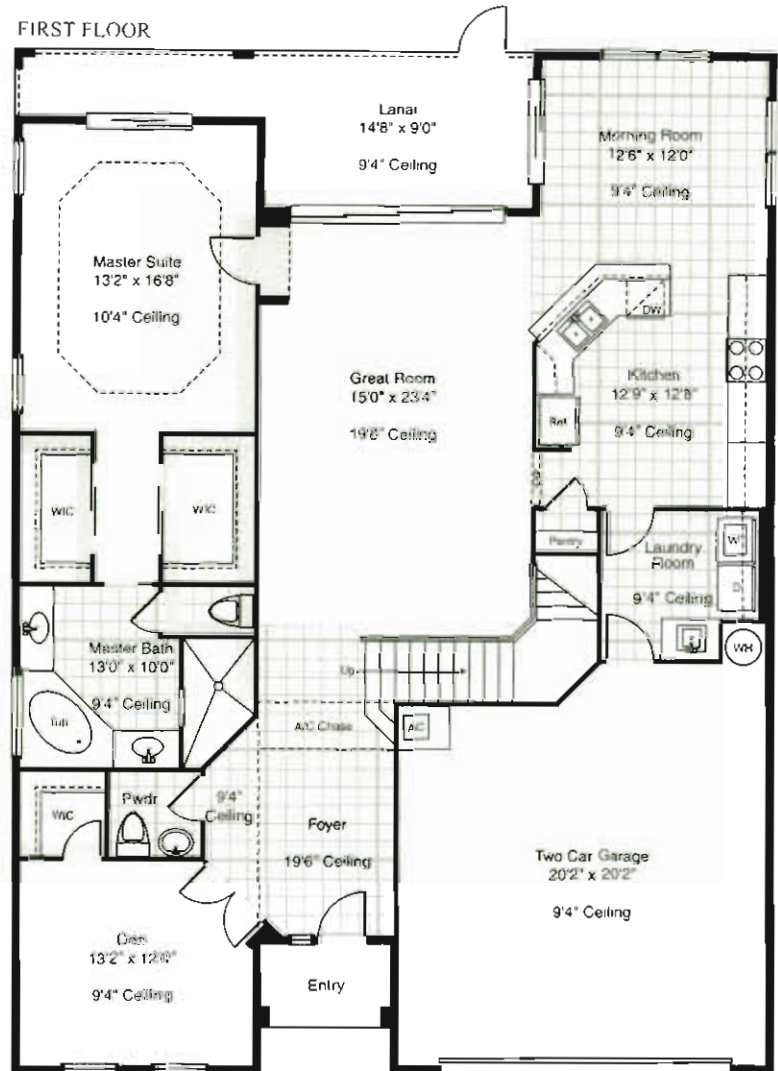 FIRST FLOOR
Lanai
14'8" x 9'0"
9'4" Ceiling
Morning Room
12'6" x 12'0"
9'4" Ceiling
Master Suite
13'2" x 16'8"
10'4" Ceiling
DW
Great Room
15'0" x 23'4"
19'6" Ceiling
Kitchen
12'9" x 12'8"
9'4" Ceiling
Ref
WIC
WIC
Pantry
W
Laundry
Room
D
9'4" Ceiling
Master Bath
13'0" x 10'0"
9'4" Ceiling
WH
Up
Tub
A/C Chase
A/C
WIC
Pwdr
9'4"
Ceiling
Foyer
19'6" Ceiling
Two Car Garage
20'2" x 20'2"
9'4" Ceiling
Den
13'2" x
9'4" Ceiling
Entry